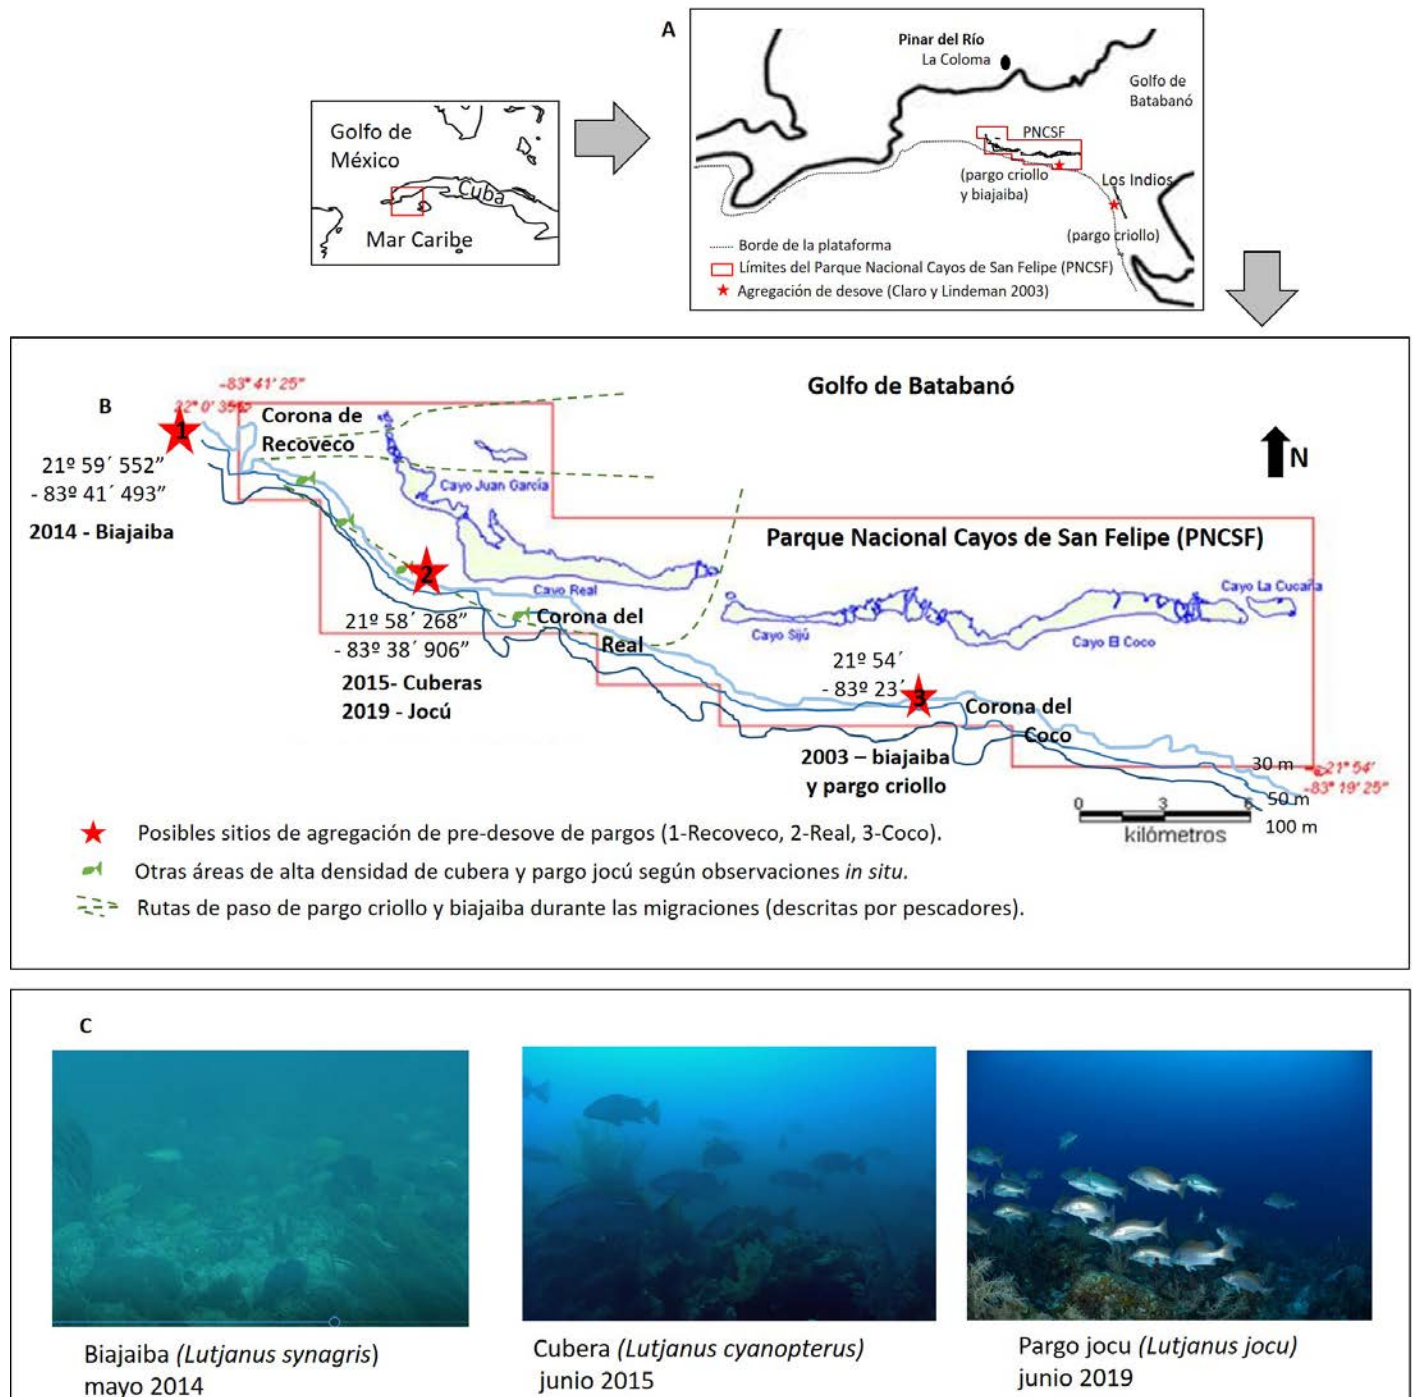 Golfo de
México
Cuba
Mar Caribe
A
Pinar del Río
La Coloma
Golfo de
Batabanó
PNCSF
(pargo criollo
y biajaiba)
Los Indios
(pargo criollo)
Borde de la plataforma
Límites del Parque Nacional Cayos de San Felipe (PNCSF)
Agregación de desove (Claro y Lindeman 2003)
B
-83° 41' 25"
Golfo de Batabanó
1
Corona de
Recoveco
N
21º 59´ 552”
- 83º 41´ 493”
2014 - Biajaiba
Cayo Juan García
Parque Nacional Cayos de San Felipe (PNCSF)
2
Cayo Real
Cayo La Cucaña
21º 58´ 268”
- 83º 38´ 906”
Corona del
Real
Cayo Sijú
Cayo El Coco
2015- Cuberas
2019 - Jocú
21º 54´
- 83º 23´
3
Corona del
Coco
2003 – biajaiba
y pargo criollo
30 m
-21° 54'
-83° 19' 25"
50 m
100 m
0 3 6
kilómetros
Posibles sitios de agregación de pre-desove de pargos (1-Recoveco, 2-Real, 3-Coco).
Otras áreas de alta densidad de cubera y pargo jocú según observaciones in situ.
Rutas de paso de pargo criollo y biajaiba durante las migraciones (descritas por pescadores).
C
Biajaiba (Lutjanus synagris)
mayo 2014
Cubera (Lutjanus cyanopterus)
junio 2015
Pargo jocu (Lutjanus jocu)
junio 2019